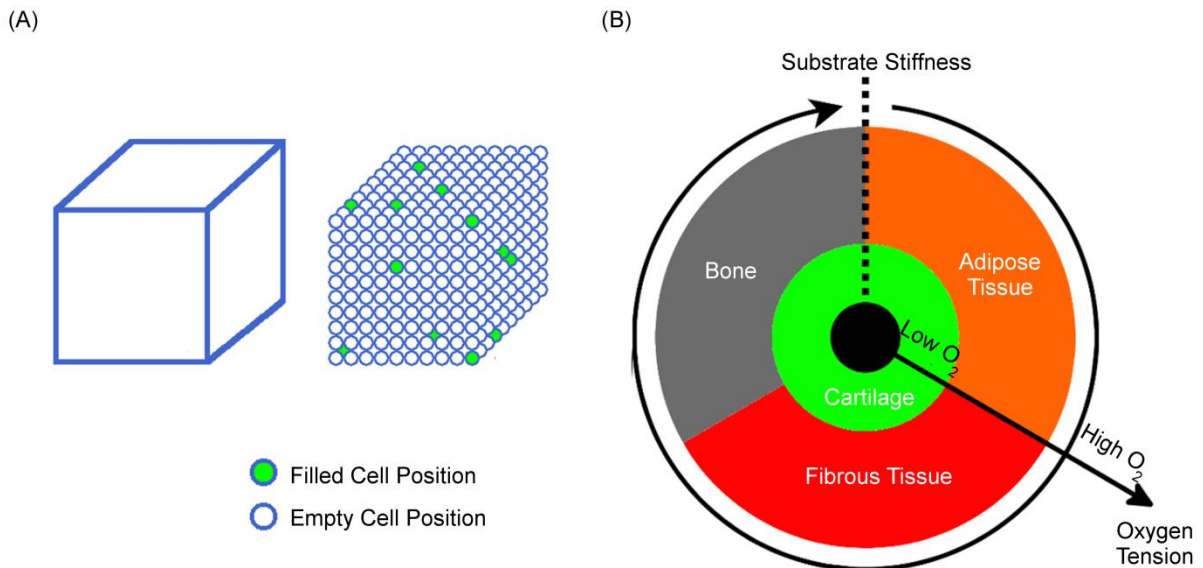 (A)
(B)
Substrate Stiffness
Bone
Adipose
Tissue
Low O2
Cartilage
High O2
Fibrous Tissue
Filled Cell Position
Empty Cell Position
Oxygen
Tension